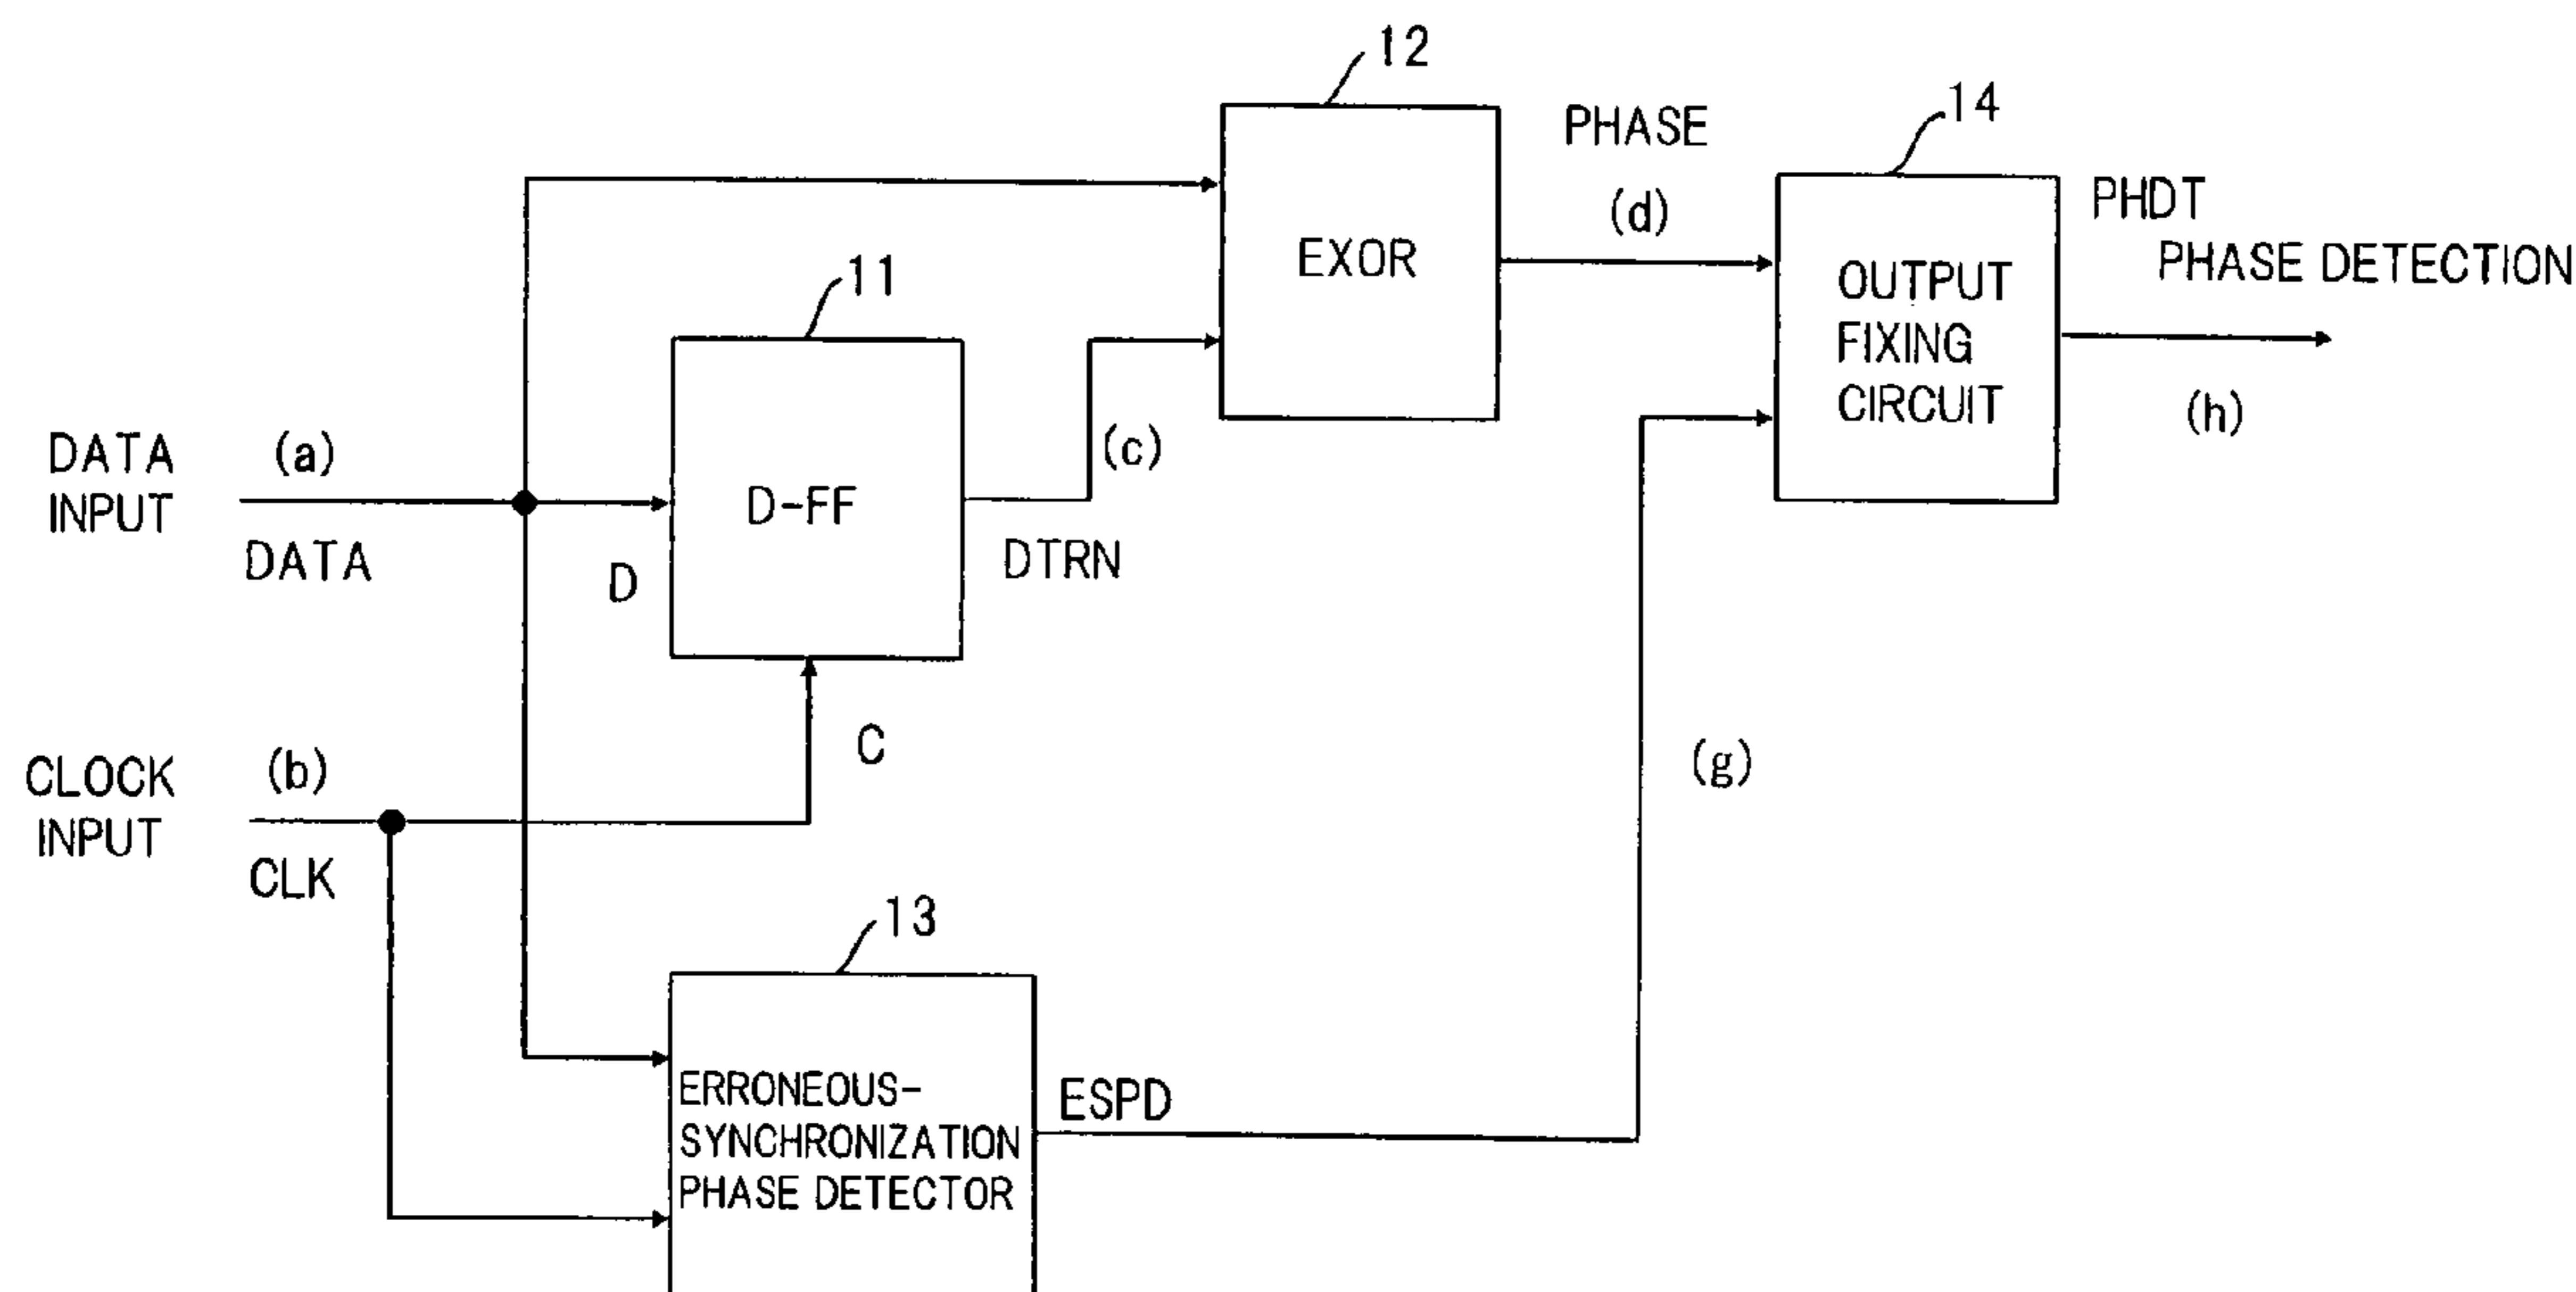 12
PHASE
(d)
14
EXOR
PHDT
PHASE DETECTION
OUTPUT
FIXING
CIRCUIT
(h)
11
(c)
DATA
INPUT
(a)
DATA
D-FF
D
DTRN
C
(g)
CLOCK
INPUT
(b)
CLK
13
ERRONEOUS-
SYNCHRONIZATION
PHASE DETECTOR
ESPD